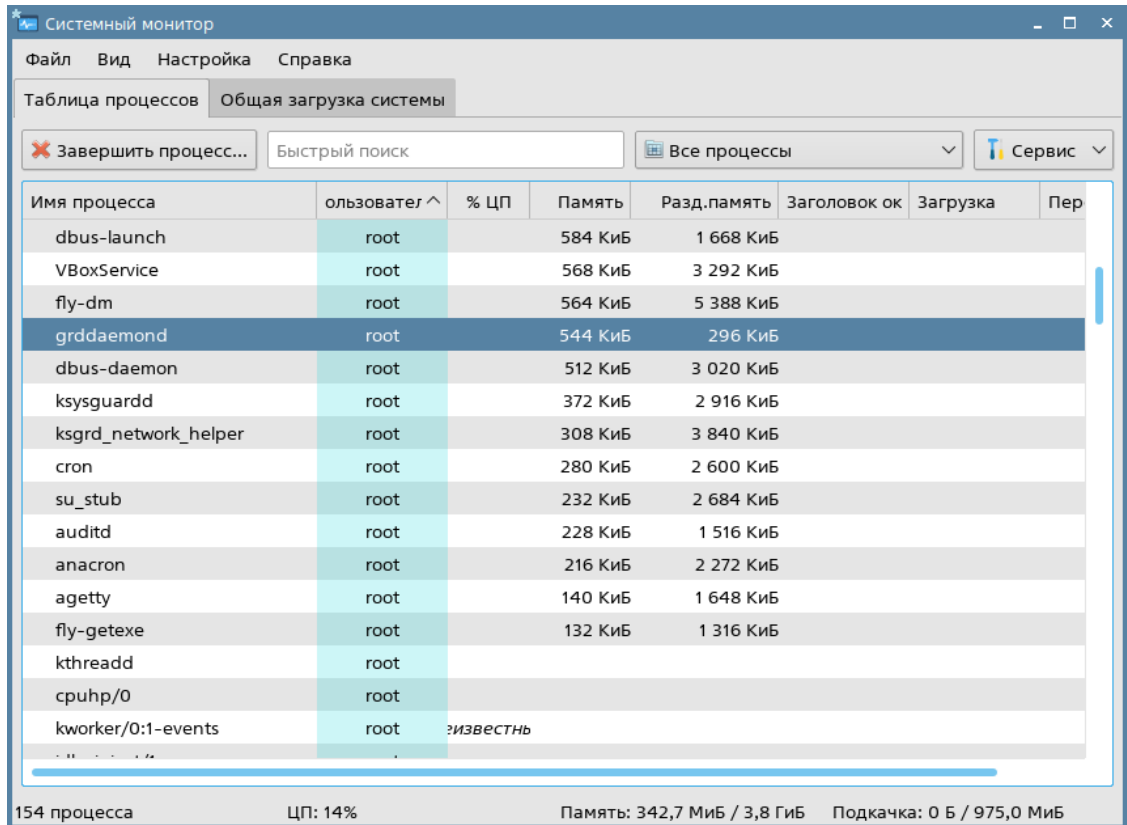 Системный монитор
Файл Вид Настройка Справка
Таблица процессов Общая загрузка системы
Завершить процесс... Быстрый поиск Все процессы Сервис
Имя процесса ользовател % ЦП Память Разд.память Заголовок ок Загрузка Пер
dbus-launch root 584 КиБ 1 668 КиБ
VBoxService root 568 КиБ 3 292 КиБ
fly-dm root 564 КиБ 5 388 КиБ
grddaemond root 544 КиБ 296 КиБ
dbus-daemon root 512 КиБ 3 020 КиБ
ksysguardd root 372 КиБ 2 916 КиБ
ksgrd_network_helper root 308 КиБ 3 840 КиБ
cron root 280 КиБ 2 600 КиБ
su_stub root 232 КиБ 2 684 КиБ
auditd root 228 КиБ 1 516 КиБ
anacron root 216 КиБ 2 272 КиБ
agetty root 140 КиБ 1 648 КиБ
fly-getexe root 132 КиБ 1 316 КиБ
kthreadd root
cpuhp/0 root
kworker/0:1-events root еизвестнь
154 процесса ЦП: 14% Память: 342,7 МиБ / 3,8 ГиБ Подкачка: 0 Б / 975,0 МиБ